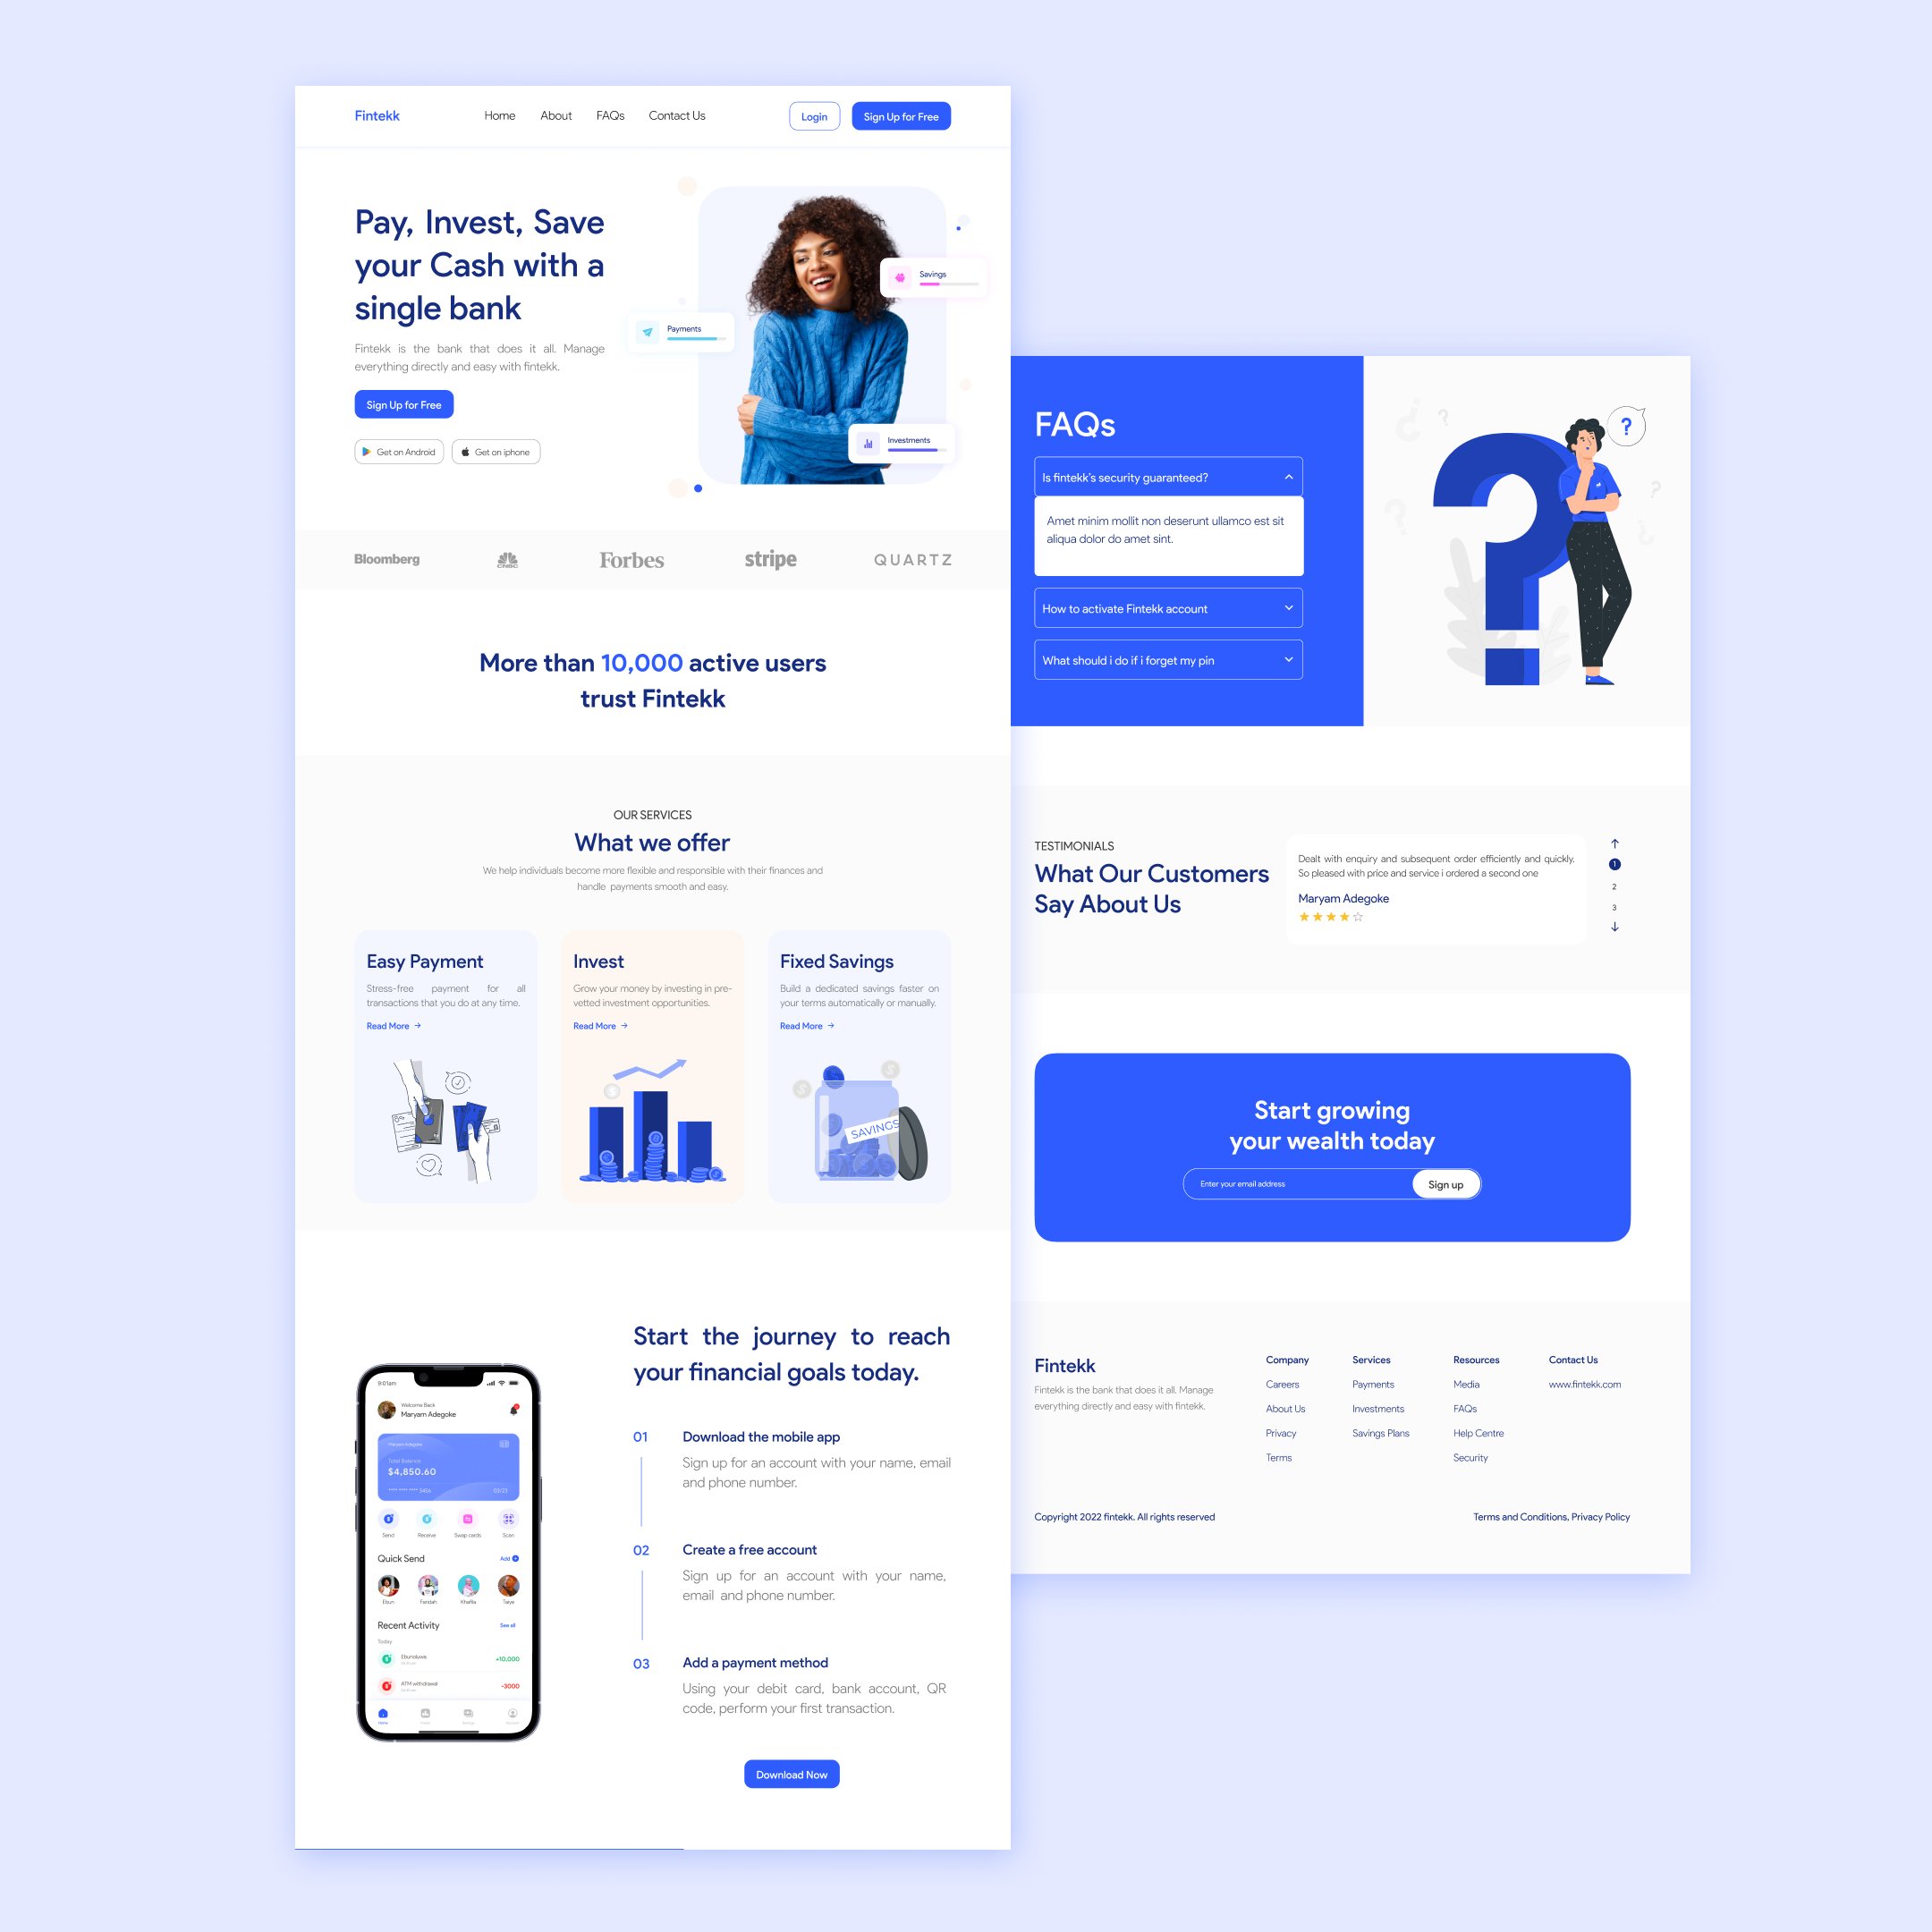 Fintekk
Home
About
FAQs
Contact Us
Login
Sign Up for Free
Pay, Invest, Save
your Cash with a
single bank
Fintekk is the bank that does it all. Manage
everything directly and easy with fintekk.
Sign Up for Free
Get on Android
Get on iphone
Savings
Payments
Investments
Bloomberg
CNBC
Forbes
stripe
QUARTZ
More than 10,000 active users
trust Fintekk
OUR SERVICES
What we offer
We help individuals become more flexible and responsible with their finances and
handle payments smooth and easy.
Easy Payment
Stress-free payment for all
transactions that you do at any time.
Read More →
Invest
Grow your money by investing in pre-
vetted investment opportunities.
Read More →
Fixed Savings
Build a dedicated savings faster on
your terms automatically or manually.
Read More →
SAVINGS
Start the journey to reach
your financial goals today.
01
Download the mobile app
Sign up for an account with your name, email
and phone number.
02
Create a free account
Sign up for an account with your name,
email and phone number.
03
Add a payment method
Using your debit card, bank account, QR
code, perform your first transaction.
Download Now
9:01am
Welcome Back
Maryam Adegoke
Maryam Adegoke
Total Balance
$4,850.60
**** **** **** 3456
03/23
Send
Receive
Swap cards
Scan
Quick Send
Add
Ebun
Faridah
Khaffia
Taiye
Recent Activity
See all
Today
Ebunoluwa
+10,000
ATM withdrawal
-3000
Home
FAQs
Is fintekk's security guaranteed?
Amet minim mollit non deserunt ullamco est sit
aliqua dolor do amet sint.
How to activate Fintekk account
What should i do if i forget my pin
?
TESTIMONIALS
What Our Customers
Say About Us
Dealt with enquiry and subsequent order efficiently and quickly.
So pleased with price and service i ordered a second one
Maryam Adegoke
1
2
3
Start growing
your wealth today
Enter your email address
Sign up
Fintekk
Fintekk is the bank that does it all. Manage
everything directly and easy with fintekk.
Company
Careers
About Us
Privacy
Terms
Services
Payments
Investments
Savings Plans
Resources
Media
FAQs
Help Centre
Security
Contact Us
www.fintekk.com
Copyright 2022 fintekk. All rights reserved
Terms and Conditions, Privacy Policy